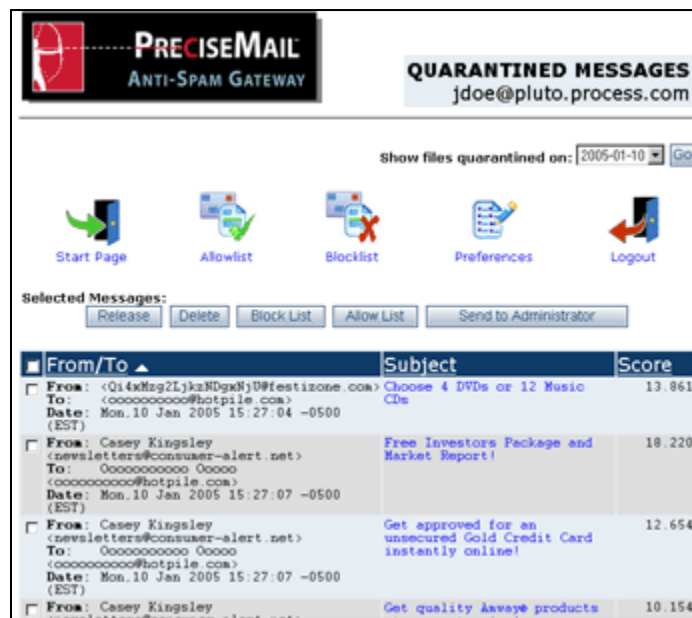 PRECISEMAIL
ANTI-SPAM GATEWAY
QUARANTINED MESSAGES
jdoe@pluto.process.com
Show files quarantined on: 2005-01-10 Go
Start Page Allowlist Blocklist Preferences Logout
Selected Messages:
Release Delete Block List Allow List Send to Administrator
From/To Subject Score
From: <Qi4xMzg2LjkzNDgxNjU@festizone.com> Choose 4 DVDs or 12 Music 13.861
To: <oooooooooo@hotpile.com> CDs
Date: Mon, 10 Jan 2005 15:27:04 -0500
(EST)
From: Casey Kingsley Free Investors Package and 18.220
<newsletters@consumer-alert.net> Market Report!
To: Ooooooooooo Ooooo
<oooooooooo@hotpile.com>
Date: Mon, 10 Jan 2005 15:27:07 -0500
(EST)
From: Casey Kingsley Get approved for an 12.654
<newsletters@consumer-alert.net> unsecured Gold Credit Card
To: Ooooooooooo Ooooo instantly online!
<oooooooooo@hotpile.com>
Date: Mon, 10 Jan 2005 15:27:07 -0500
(EST)
From: Casey Kingsley Get quality Amway® products 10.154